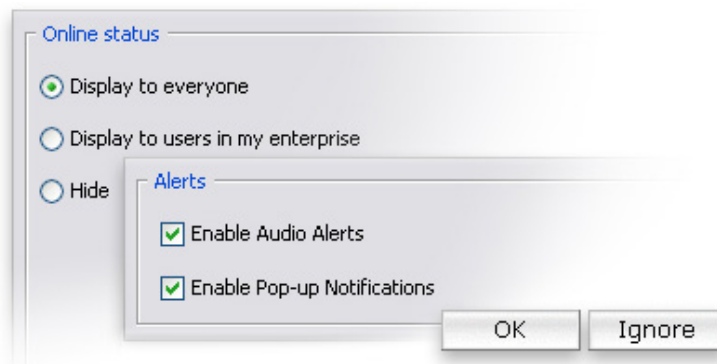 Online status
Display to everyone
Display to users in my enterprise
Hide
Alerts
Enable Audio Alerts
Enable Pop-up Notifications
OK
Ignore